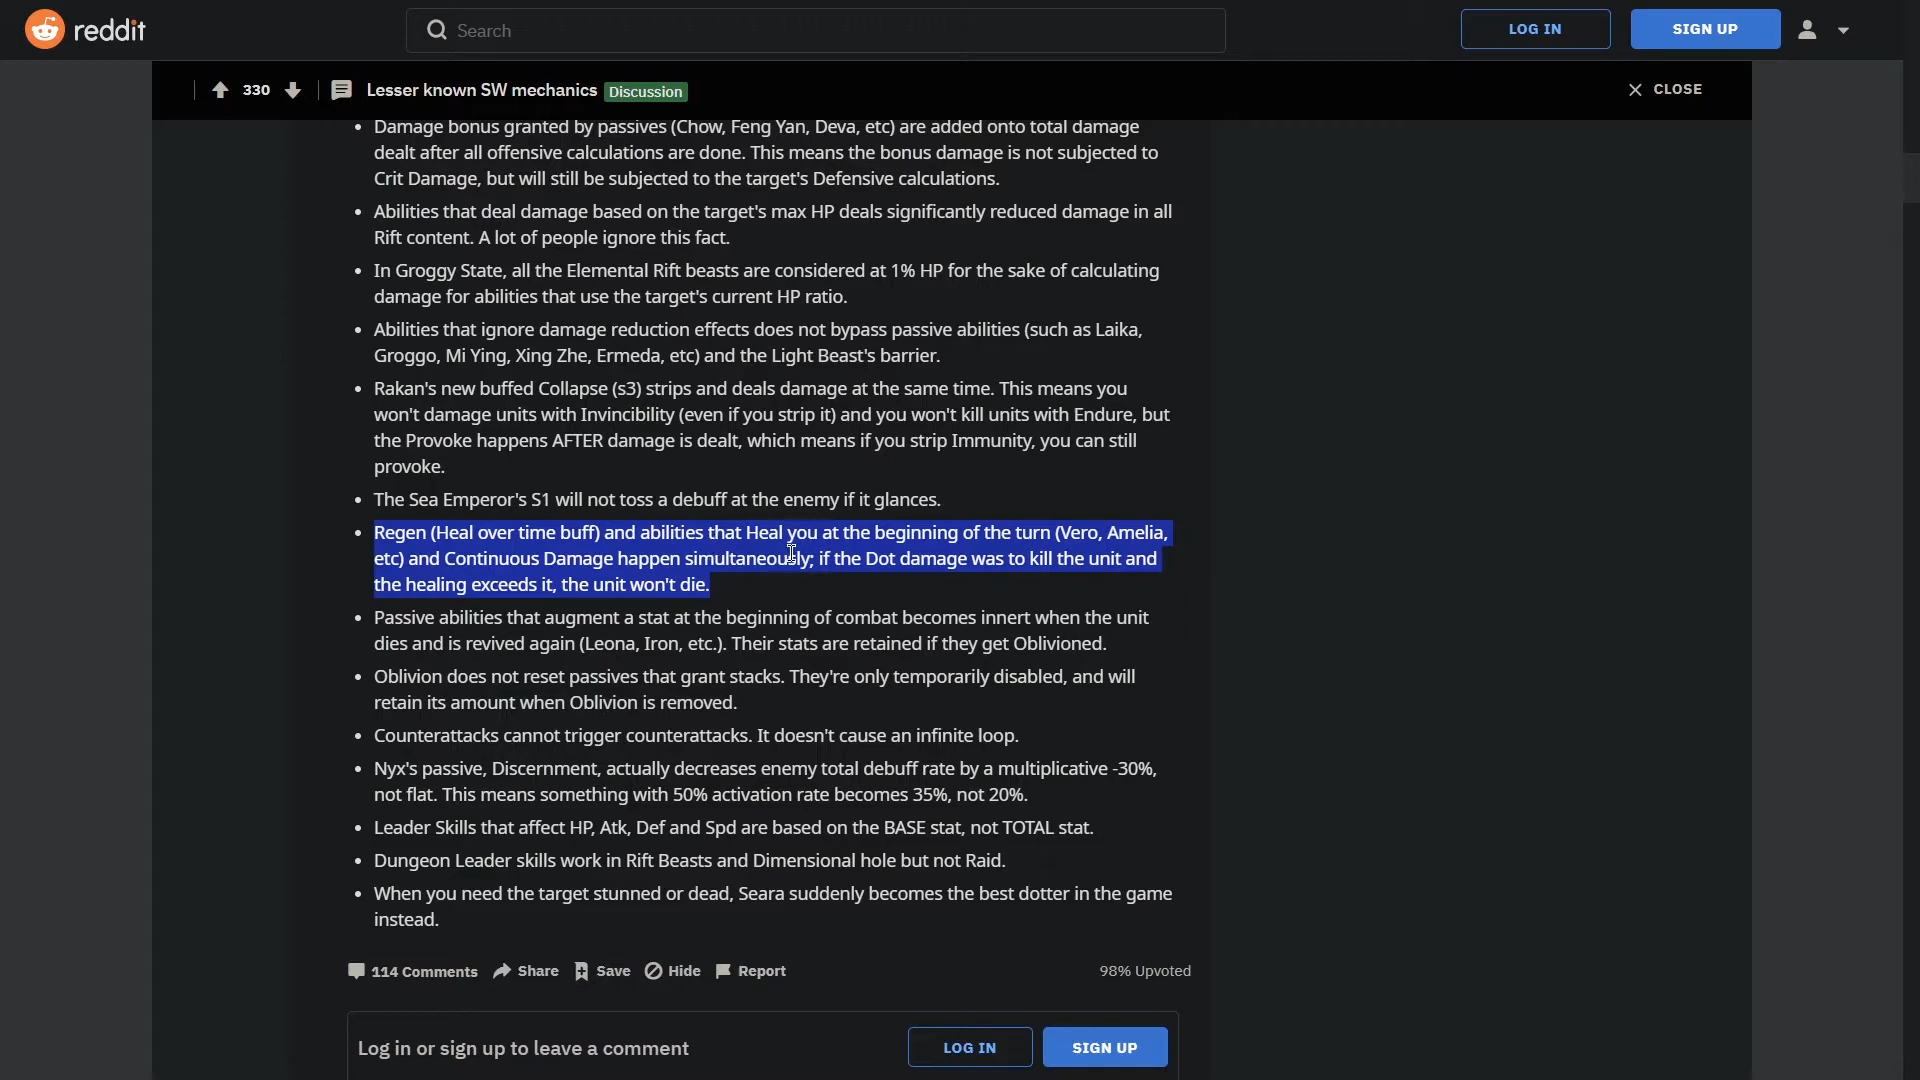 reddit
Search
LOG IN
SIGN UP
330
Lesser known SW mechanics
Discussion
CLOSE
• Damage bonus granted by passives (Chow, Feng Yan, Deva, etc) are added onto total damage
dealt after all offensive calculations are done. This means the bonus damage is not subjected to
Crit Damage, but will still be subjected to the target's Defensive calculations.
• Abilities that deal damage based on the target's max HP deals significantly reduced damage in all
Rift content. A lot of people ignore this fact.
• In Groggy State, all the Elemental Rift beasts are considered at 1% HP for the sake of calculating
damage for abilities that use the target's current HP ratio.
• Abilities that ignore damage reduction effects does not bypass passive abilities (such as Laika,
Groggo, Mi Ying, Xing Zhe, Ermeda, etc) and the Light Beast's barrier.
• Rakan's new buffed Collapse (s3) strips and deals damage at the same time. This means you
won't damage units with Invincibility (even if you strip it) and you won't kill units with Endure, but
the Provoke happens AFTER damage is dealt, which means if you strip Immunity, you can still
provoke.
• The Sea Emperor's S1 will not toss a debuff at the enemy if it glances.
• Regen (Heal over time buff) and abilities that Heal you at the beginning of the turn (Vero, Amelia,
etc) and Continuous Damage happen simultaneously; if the Dot damage was to kill the unit and
the healing exceeds it, the unit won't die.
• Passive abilities that augment a stat at the beginning of combat becomes innert when the unit
dies and is revived again (Leona, Iron, etc.). Their stats are retained if they get Oblivioned.
• Oblivion does not reset passives that grant stacks. They're only temporarily disabled, and will
retain its amount when Oblivion is removed.
• Counterattacks cannot trigger counterattacks. It doesn't cause an infinite loop.
• Nyx's passive, Discernment, actually decreases enemy total debuff rate by a multiplicative -30%,
not flat. This means something with 50% activation rate becomes 35%, not 20%.
• Leader Skills that affect HP, Atk, Def and Spd are based on the BASE stat, not TOTAL stat.
• Dungeon Leader skills work in Rift Beasts and Dimensional hole but not Raid.
• When you need the target stunned or dead, Seara suddenly becomes the best dotter in the game
instead.
114 Comments
Share
Save
Hide
Report
98% Upvoted
Log in or sign up to leave a comment
LOG IN
SIGN UP